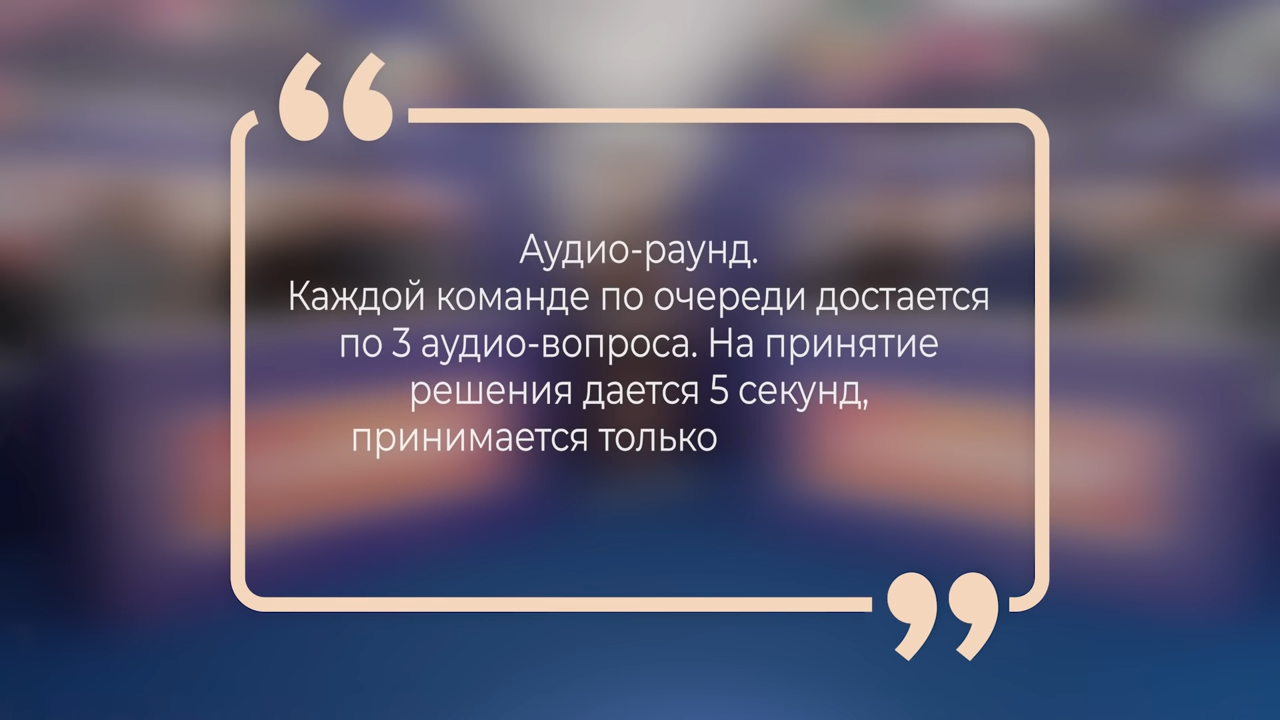 Аудио-раунд.
Каждой команде по очереди достается
по 3 аудио-вопроса. На принятие
решения дается 5 секунд,
принимается только